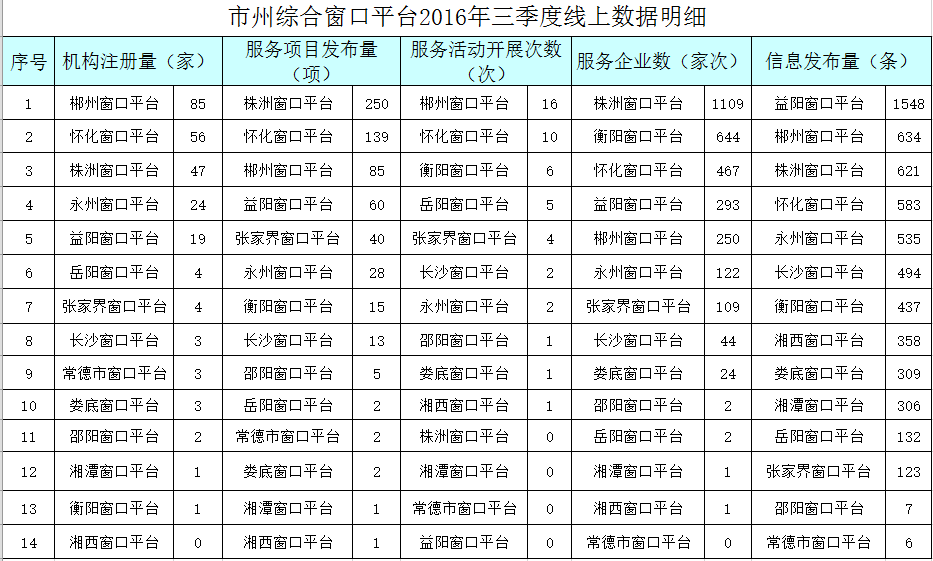 市州综合窗口平台2016年三季度线上数据明细
序号 机构注册量（家） 服务项目发布量（项） 服务活动开展次数（次） 服务企业数（家次） 信息发布量（条）
1 郴州窗口平台 85 株洲窗口平台 250 郴州窗口平台 16 株洲窗口平台 1109 益阳窗口平台 1548
2 怀化窗口平台 56 怀化窗口平台 139 怀化窗口平台 10 衡阳窗口平台 644 郴州窗口平台 634
3 株洲窗口平台 47 郴州窗口平台 85 衡阳窗口平台 6 怀化窗口平台 467 株洲窗口平台 621
4 永州窗口平台 24 益阳窗口平台 60 岳阳窗口平台 5 益阳窗口平台 293 怀化窗口平台 583
5 益阳窗口平台 19 张家界窗口平台 40 张家界窗口平台 4 郴州窗口平台 250 永州窗口平台 535
6 岳阳窗口平台 4 永州窗口平台 28 长沙窗口平台 2 永州窗口平台 122 长沙窗口平台 494
7 张家界窗口平台 4 衡阳窗口平台 15 永州窗口平台 2 张家界窗口平台 109 衡阳窗口平台 437
8 长沙窗口平台 3 长沙窗口平台 13 邵阳窗口平台 1 长沙窗口平台 44 湘西窗口平台 358
9 常德市窗口平台 3 邵阳窗口平台 5 娄底窗口平台 1 娄底窗口平台 24 娄底窗口平台 309
10 娄底窗口平台 3 岳阳窗口平台 2 湘西窗口平台 1 邵阳窗口平台 2 湘潭窗口平台 306
11 邵阳窗口平台 2 常德市窗口平台 2 株洲窗口平台 0 岳阳窗口平台 2 岳阳窗口平台 132
12 湘潭窗口平台 1 娄底窗口平台 2 湘潭窗口平台 0 湘潭窗口平台 1 张家界窗口平台 123
13 衡阳窗口平台 1 湘潭窗口平台 1 常德市窗口平台 0 湘西窗口平台 1 邵阳窗口平台 7
14 湘西窗口平台 0 湘西窗口平台 1 益阳窗口平台 0 常德市窗口平台 0 常德市窗口平台 6